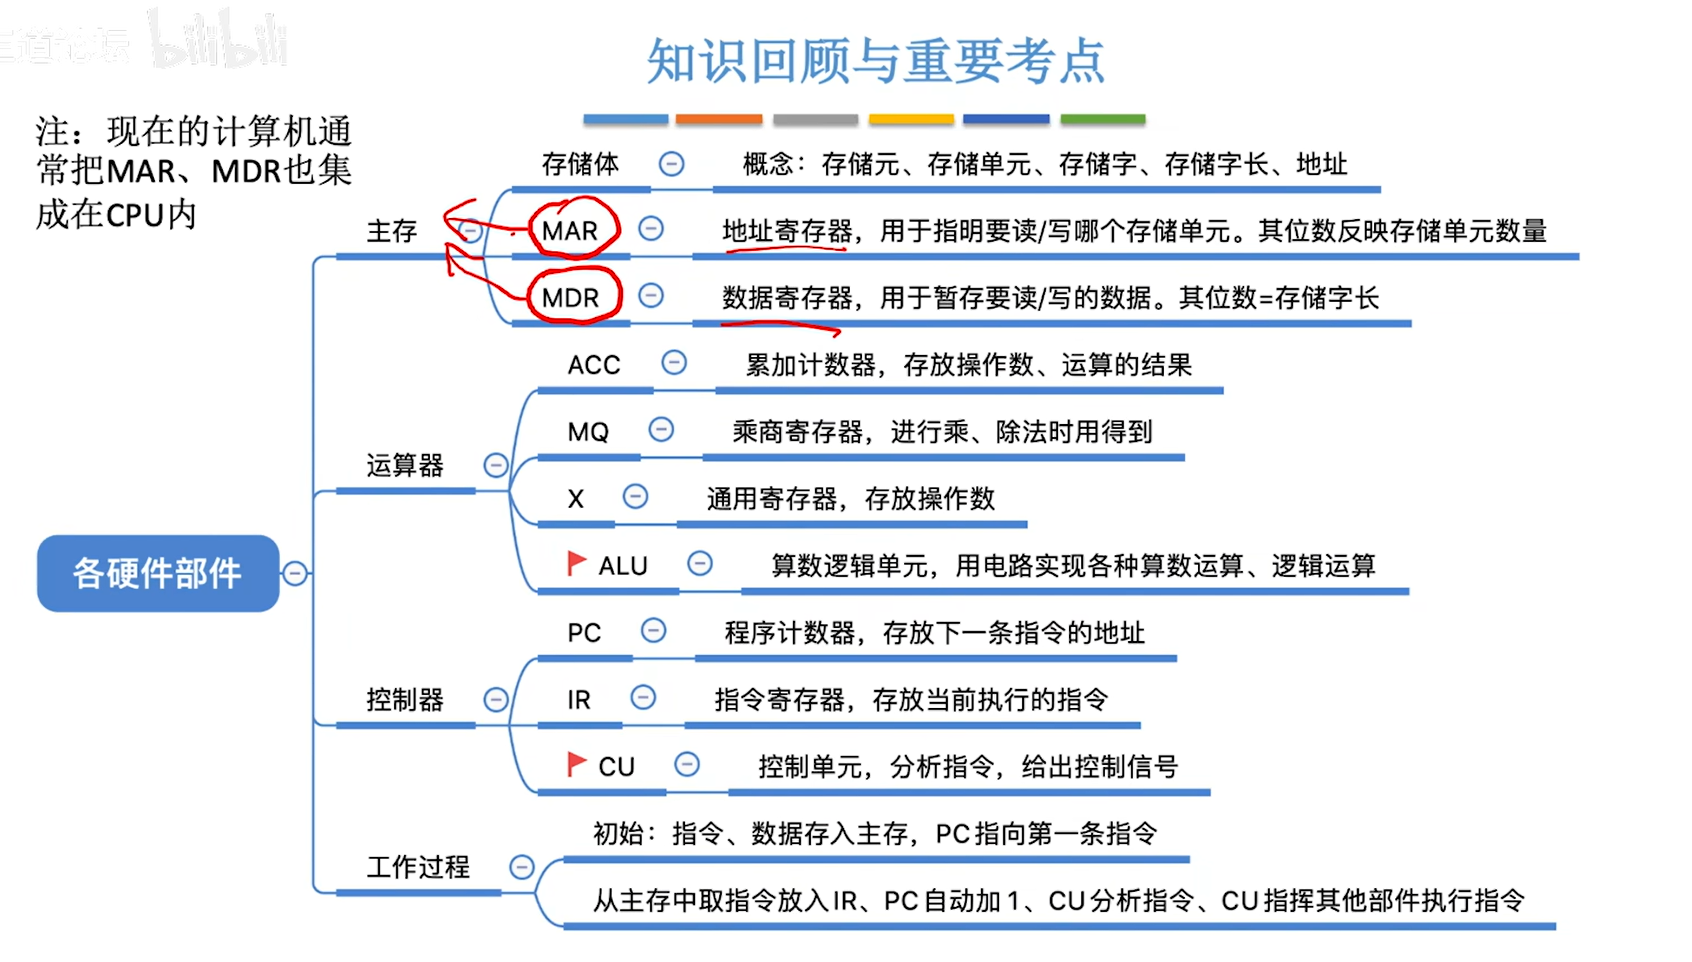 道论坛 bilibili
知识回顾与重要考点
注：现在的计算机通
常把MAR、MDR也集
成在CPU内
各硬件部件
主存
存储体
概念：存储元、存储单元、存储字、存储字长、地址
MAR
地址寄存器，用于指明要读/写哪个存储单元。其位数反映存储单元数量
MDR
数据寄存器，用于暂存要读/写的数据。其位数=存储字长
运算器
ACC
累加计数器，存放操作数、运算的结果
MQ
乘商寄存器，进行乘、除法时用得到
X
通用寄存器，存放操作数
ALU
算数逻辑单元，用电路实现各种算数运算、逻辑运算
控制器
PC
程序计数器，存放下一条指令的地址
IR
指令寄存器，存放当前执行的指令
CU
控制单元，分析指令，给出控制信号
工作过程
初始：指令、数据存入主存，PC指向第一条指令
从主存中取指令放入IR、PC自动加1、CU分析指令、CU指挥其他部件执行指令